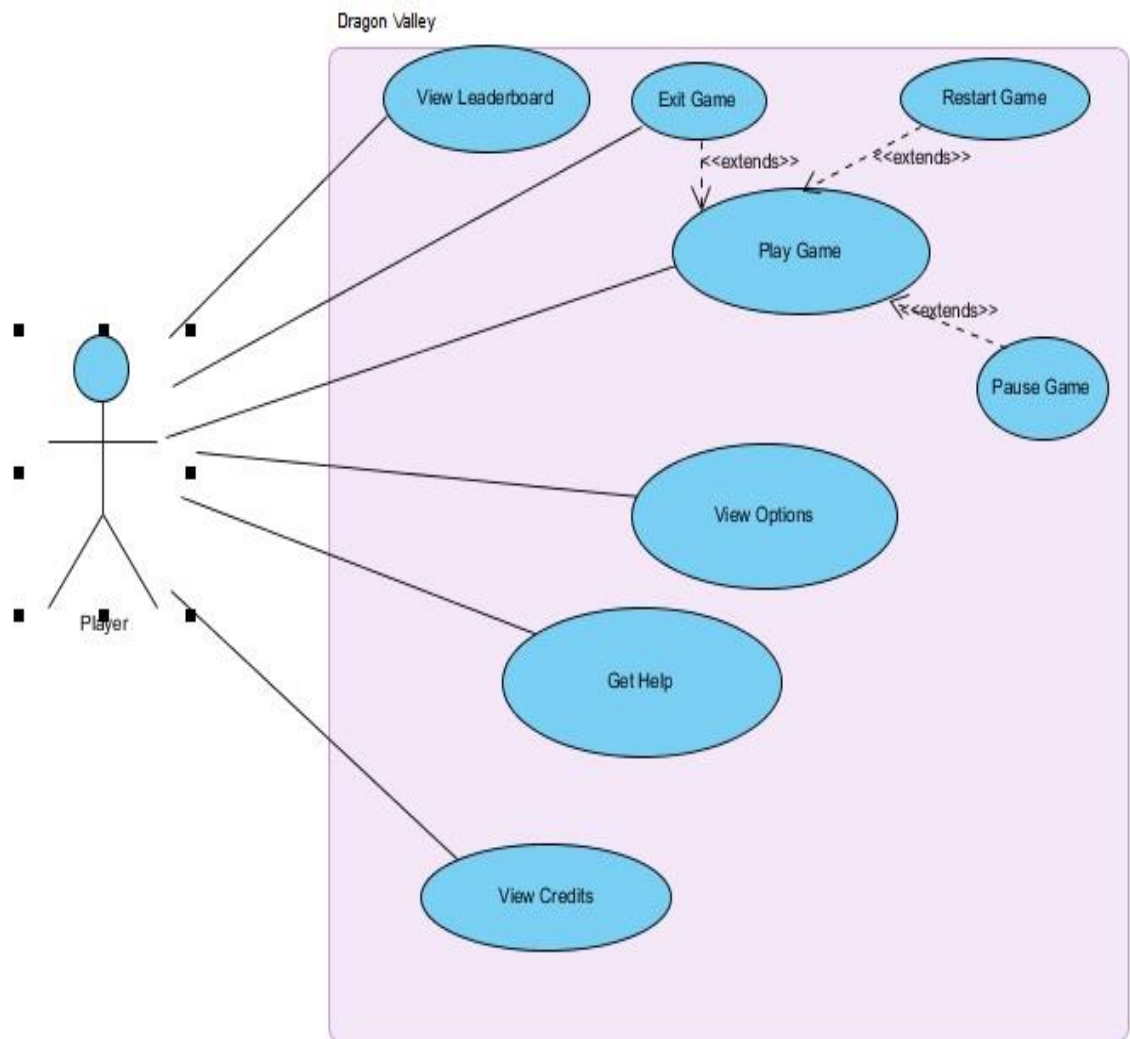 Dragon Valley
View Leaderboard
Exit Game
Restart Game
<<extends>>
<<extends>>
Play Game
<<extends>>
Pause Game
View Options
Player
Get Help
View Credits